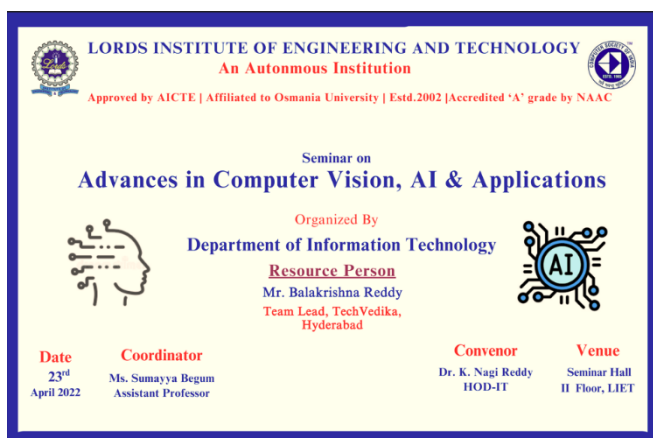 LORDS INSTITUTE OF ENGINEERING AND TECHNOLOGY
An Autonmous Institution
Approved by AICTE | Affiliated to Osmania University | Estd.2002 |Accredited ‘A’ grade by NAAC
Seminar on
Advances in Computer Vision, AI & Applications
Organized By
Department of Information Technology
Resource Person
Mr. Balakrishna Reddy
Team Lead, TechVedika,
Hyderabad
AI
Date
23rd
April 2022
Coordinator
Ms. Sumayya Begum
Assistant Professor
Convenor
Dr. K. Nagi Reddy
HOD-IT
Venue
Seminar Hall
II Floor, LIET